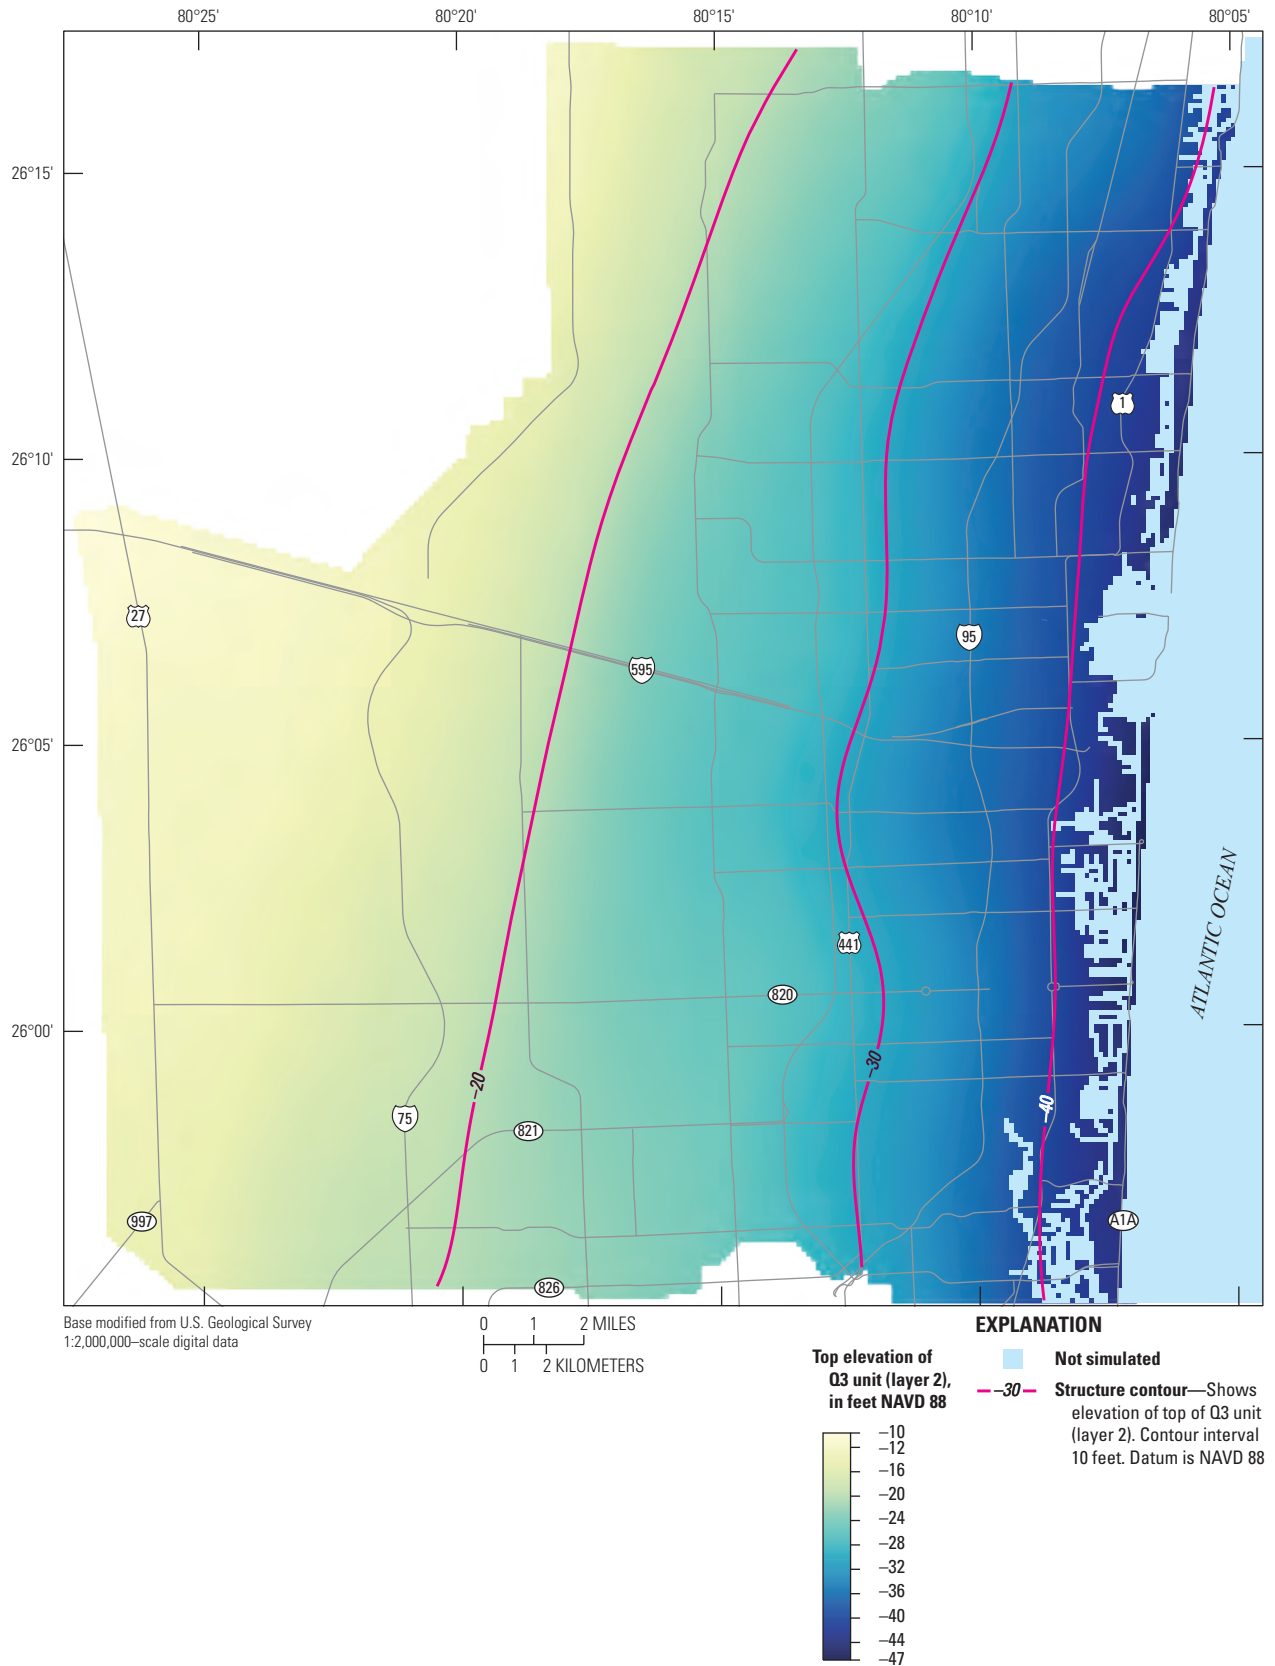 80°25'
80°20'
80°15'
80°10'
80°05'
26°15'
26°10'
26°05'
26°00'
1
27
595
95
441
820
ATLANTIC OCEAN
–20
–30
–40
75
821
997
A1A
826
Base modified from U.S. Geological Survey
1:2,000,000–scale digital data
0 1 2 MILES
0 1 2 KILOMETERS
EXPLANATION
Top elevation of
Q3 unit (layer 2),
in feet NAVD 88
–10
–12
–16
–20
–24
–28
–32
–36
–40
–44
–47
Not simulated
–30 Structure contour—Shows
elevation of top of Q3 unit
(layer 2). Contour interval
10 feet. Datum is NAVD 88